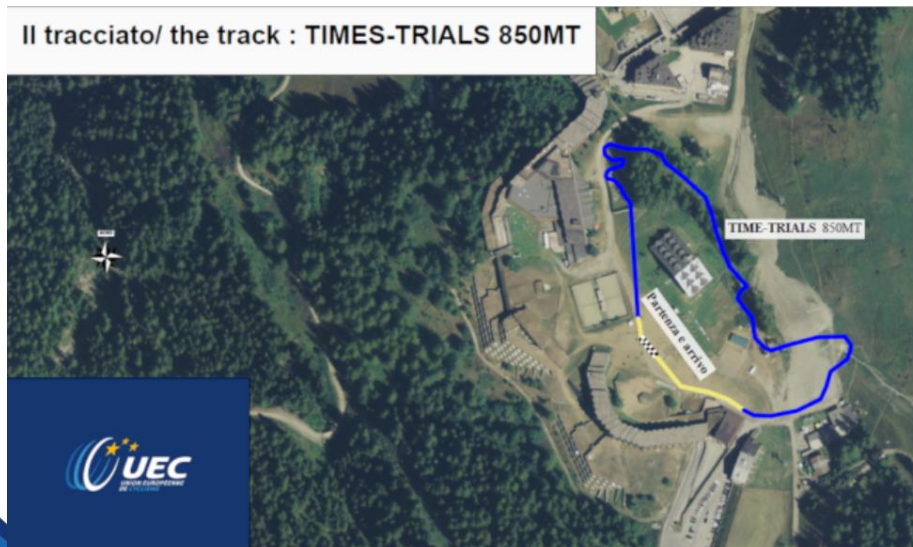 Il tracciato/ the track : TIMES-TRIALS 850MT
TIME-TRIALS 850MT
Partenza e arrivo
UEC
UNION EUROPÉENNE
DE CYCLISME